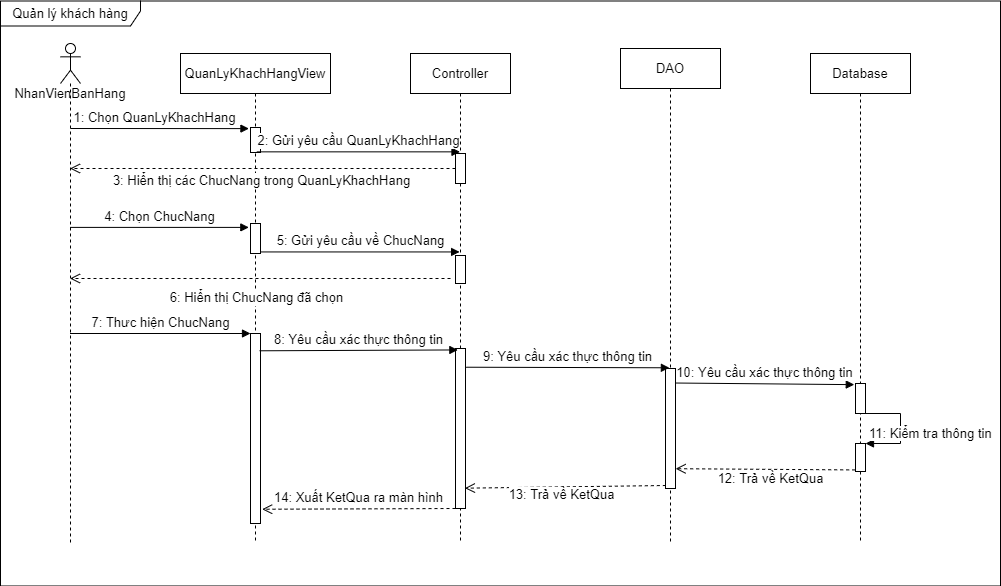 Quản lý khách hàng
NhanVienBanHang
QuanLyKhachHangView
Controller
DAO
Database
1: Chọn QuanLyKhachHang
2: Gửi yêu cầu QuanLyKhachHang
3: Hiển thị các ChucNang trong QuanLyKhachHang
4: Chọn ChucNang
5: Gửi yêu cầu về ChucNang
6: Hiển thị ChucNang đã chọn
7: Thưc hiện ChucNang
8: Yêu cầu xác thực thông tin
9: Yêu cầu xác thực thông tin
10: Yêu cầu xác thực thông tin
11: Kiểm tra thông tin
12: Trả về KetQua
13: Trả về KetQua
14: Xuất KetQua ra màn hình